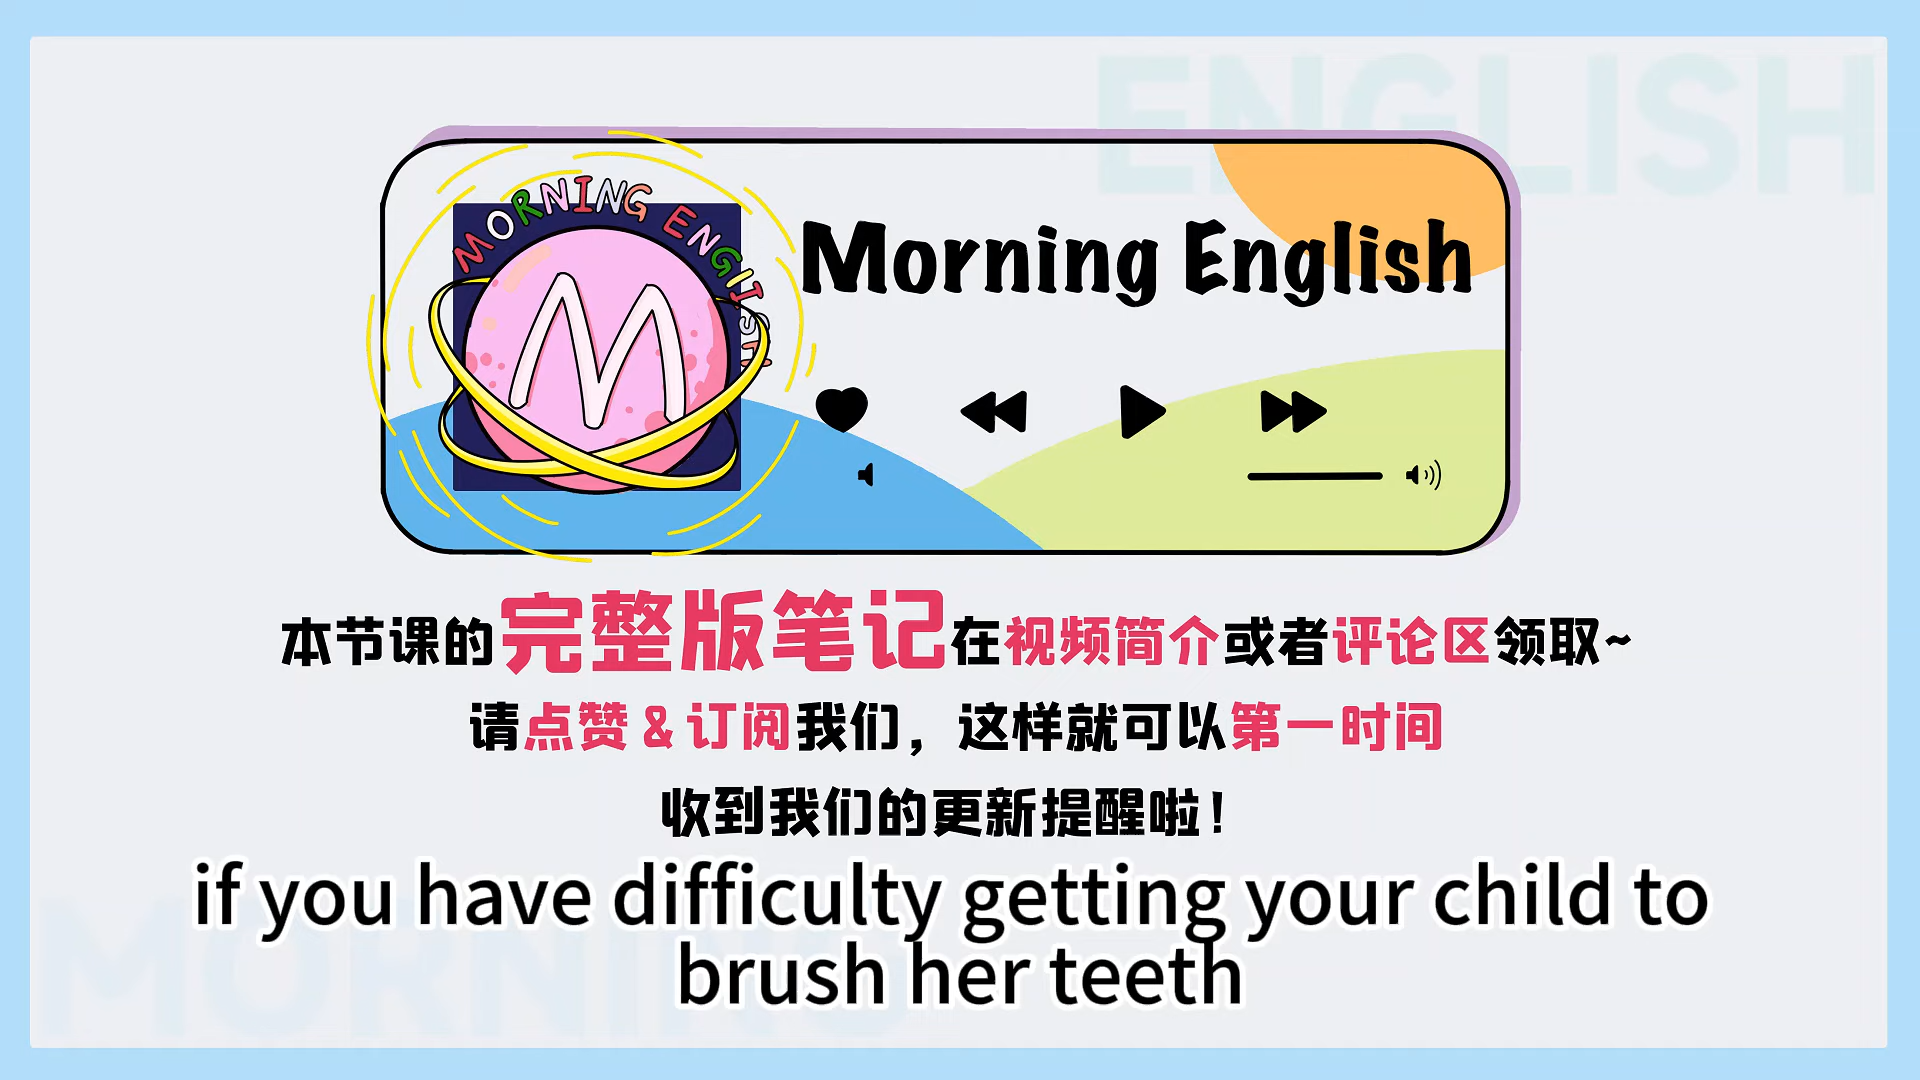 ENGLISH
MORNING ENGLISH
M
Morning English
本节课的完整版笔记在视频简介或者评论区领取~
请点赞&订阅我们，这样就可以第一时间
收到我们的更新提醒啦！
if you have difficulty getting your child to
brush her teeth
MORNING